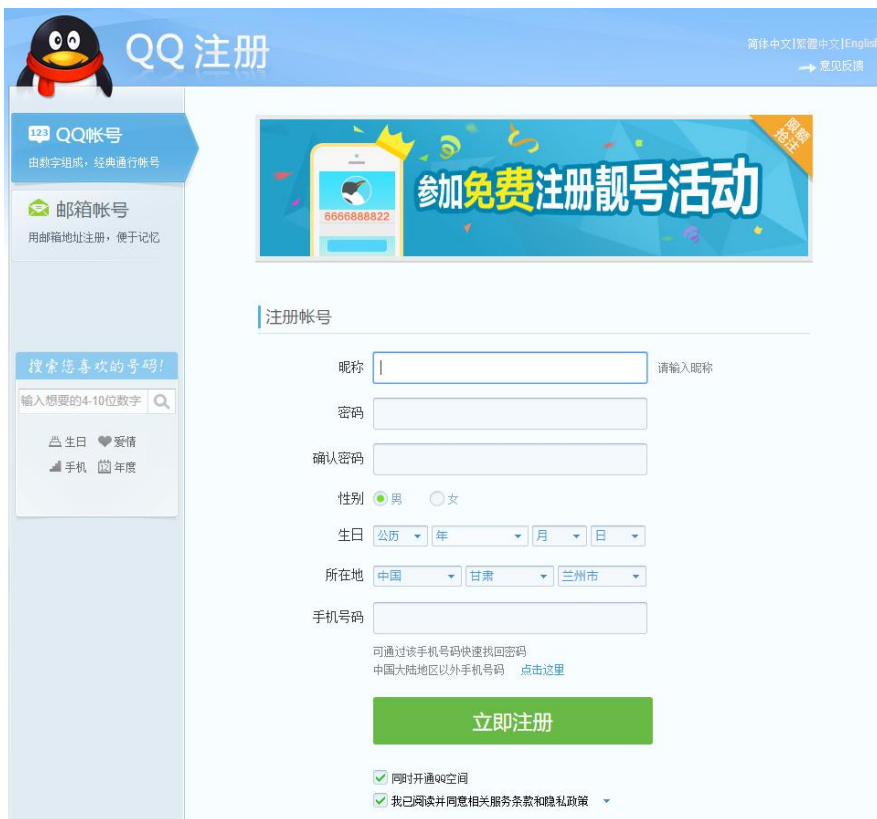 QQ 注册
简体中文|繁體中文|English
意见反馈
123 QQ帐号
由数字组成，经典通行帐号
邮箱帐号
用邮箱地址注册，便于记忆
搜索您喜欢的号码!
输入想要的4-10位数字
生日 爱情
手机 12 年度
限额
抢注
参加免费注册靓号活动
6666888822
注册帐号
昵称 请输入昵称
密码
确认密码
性别 男 女
生日 公历 年 月 日
所在地 中国 甘肃 兰州市
手机号码
可通过该手机号码快速找回密码
中国大陆地区以外手机号码 点击这里
立即注册
同时开通QQ空间
我已阅读并同意相关服务条款和隐私政策